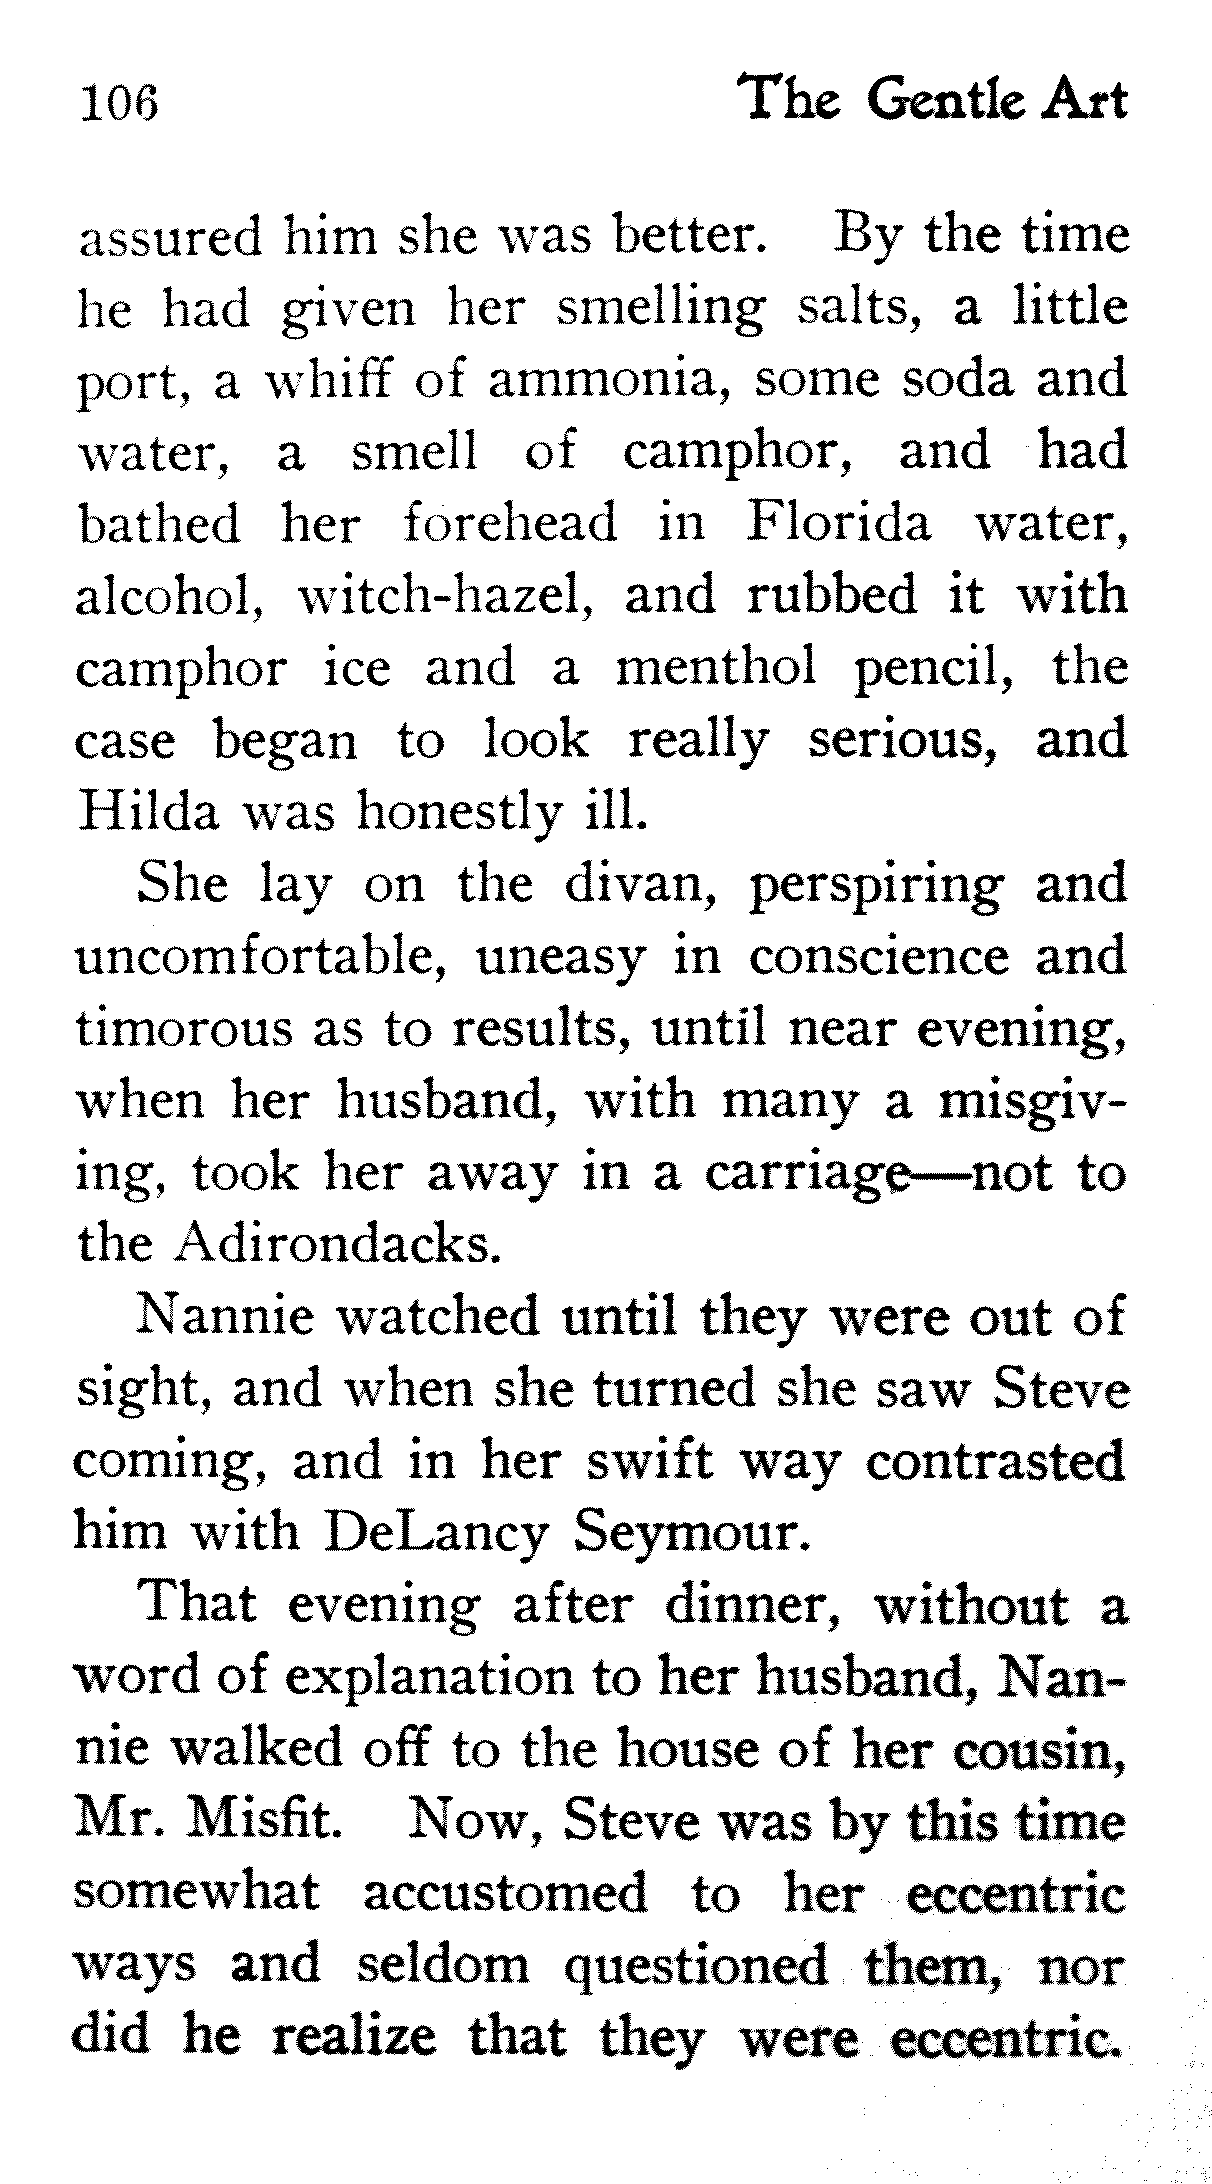 106 The Gentle Art
assured him she was better. By the time
he had given her smelling salts, a little
port, a whiff of ammonia, some soda and
water, a smell of camphor, and had
bathed her forehead in Florida water,
alcohol, witch-hazel, and rubbed it with
camphor ice and a menthol pencil, the
case began to look really serious, and
Hilda was honestly ill.
She lay on the divan, perspiring and
uncomfortable, uneasy in conscience and
timorous as to results, until near evening,
when her husband, with many a misgiv-
ing, took her away in a carriage—not to
the Adirondacks.
Nannie watched until they were out of
sight, and when she turned she saw Steve
coming, and in her swift way contrasted
him with DeLancy Seymour.
That evening after dinner, without a
word of explanation to her husband, Nan-
nie walked off to the house of her cousin,
Mr. Misfit. Now, Steve was by this time
somewhat accustomed to her eccentric
ways and seldom questioned them, nor
did he realize that they were eccentric.